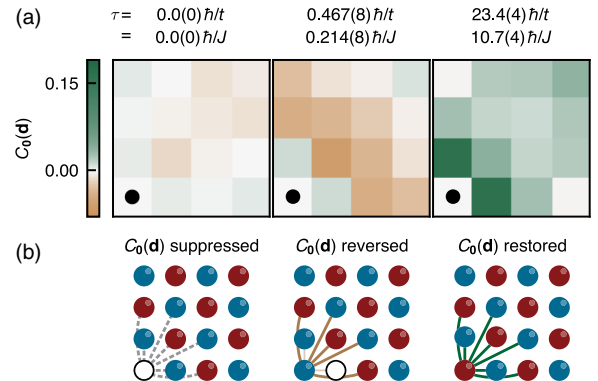 (a)
τ = 0.0(0) ħ/t 0.467(8) ħ/t 23.4(4) ħ/t
= 0.0(0) ħ/J 0.214(8) ħ/J 10.7(4) ħ/J
0.15
C₀(d)
0.00
(b)
C₀(d) suppressed C₀(d) reversed C₀(d) restored